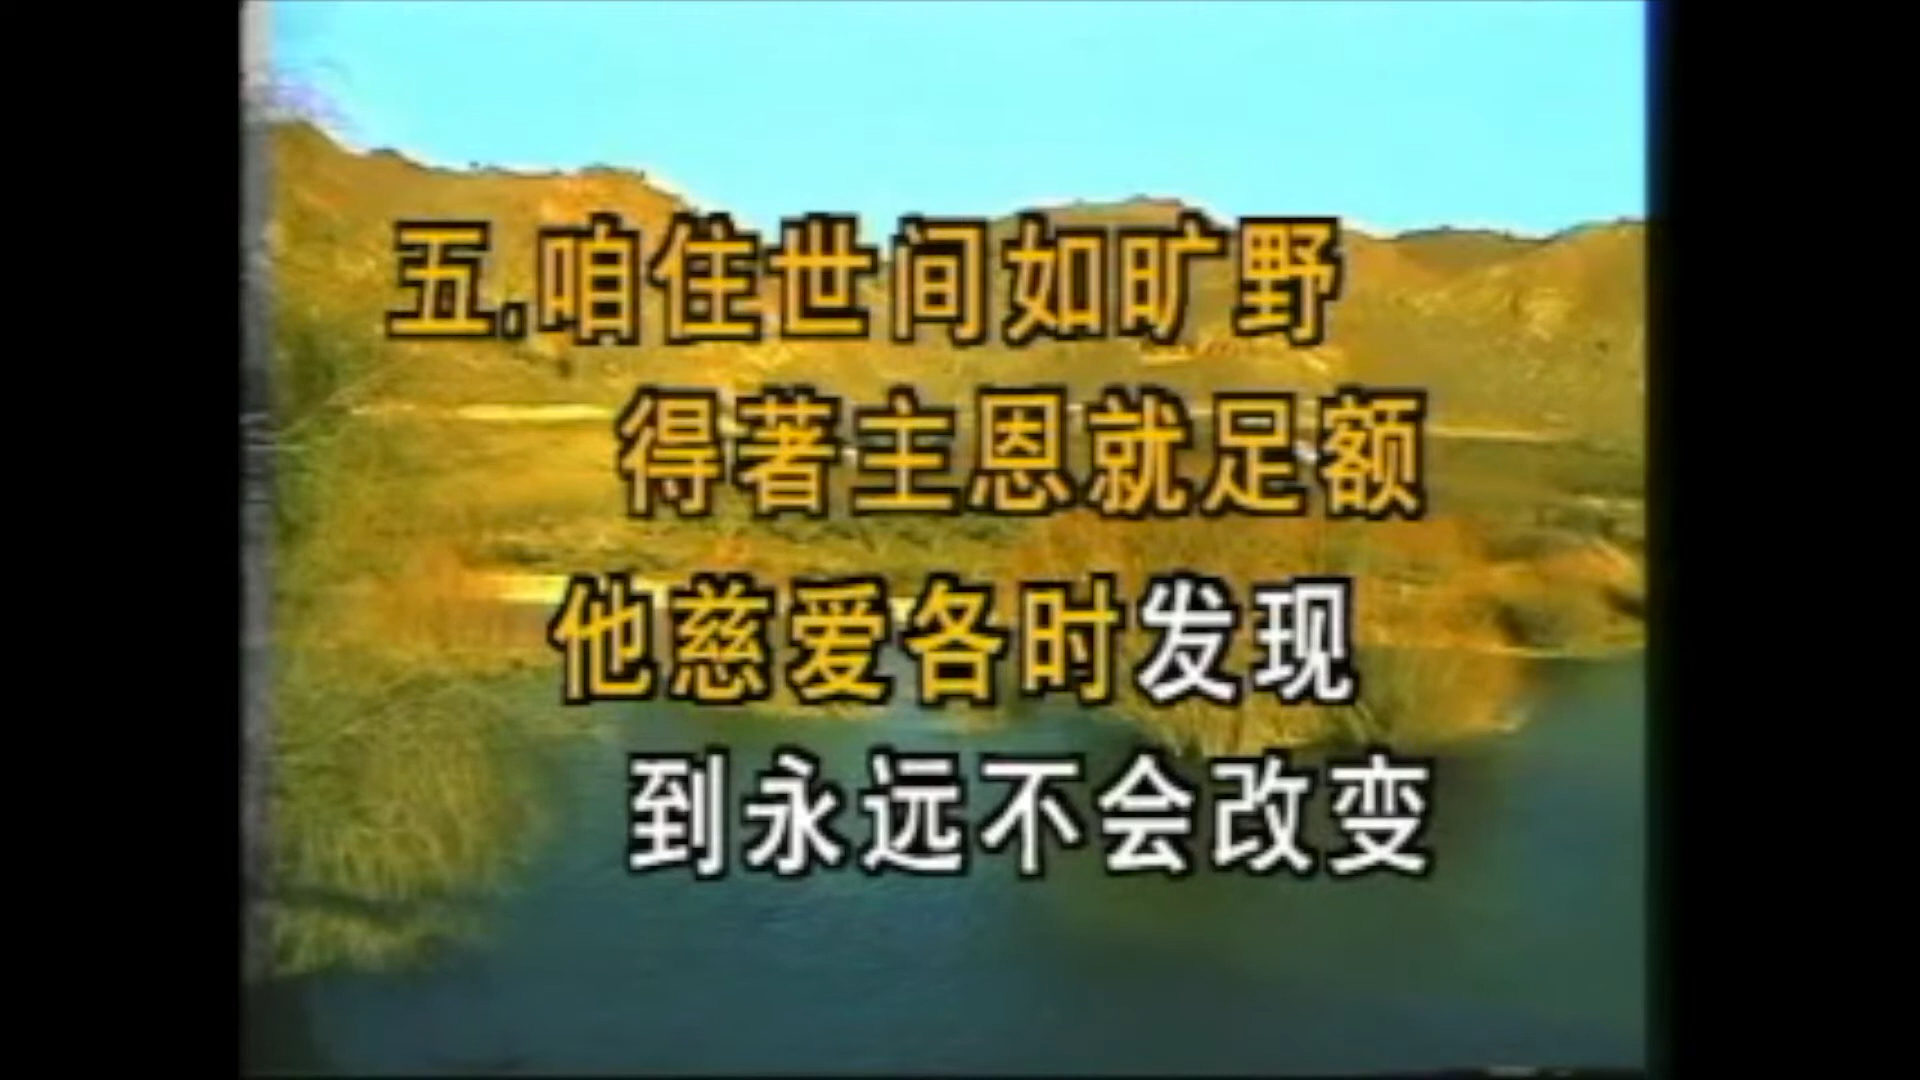 五.咱住世间如旷野
得著主恩就足额
他慈爱各时发现
到永远不会改变